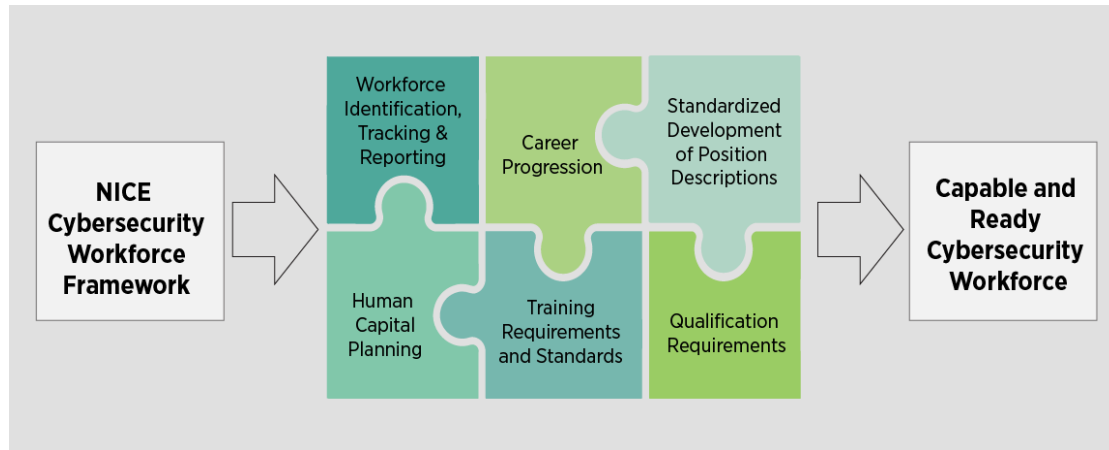 NICE
Cybersecurity
Workforce
Framework
Workforce
Identification,
Tracking &
Reporting
Career
Progression
Standardized
Development
of Position
Descriptions
Human
Capital
Planning
Training
Requirements
and Standards
Qualification
Requirements
Capable and
Ready
Cybersecurity
Workforce